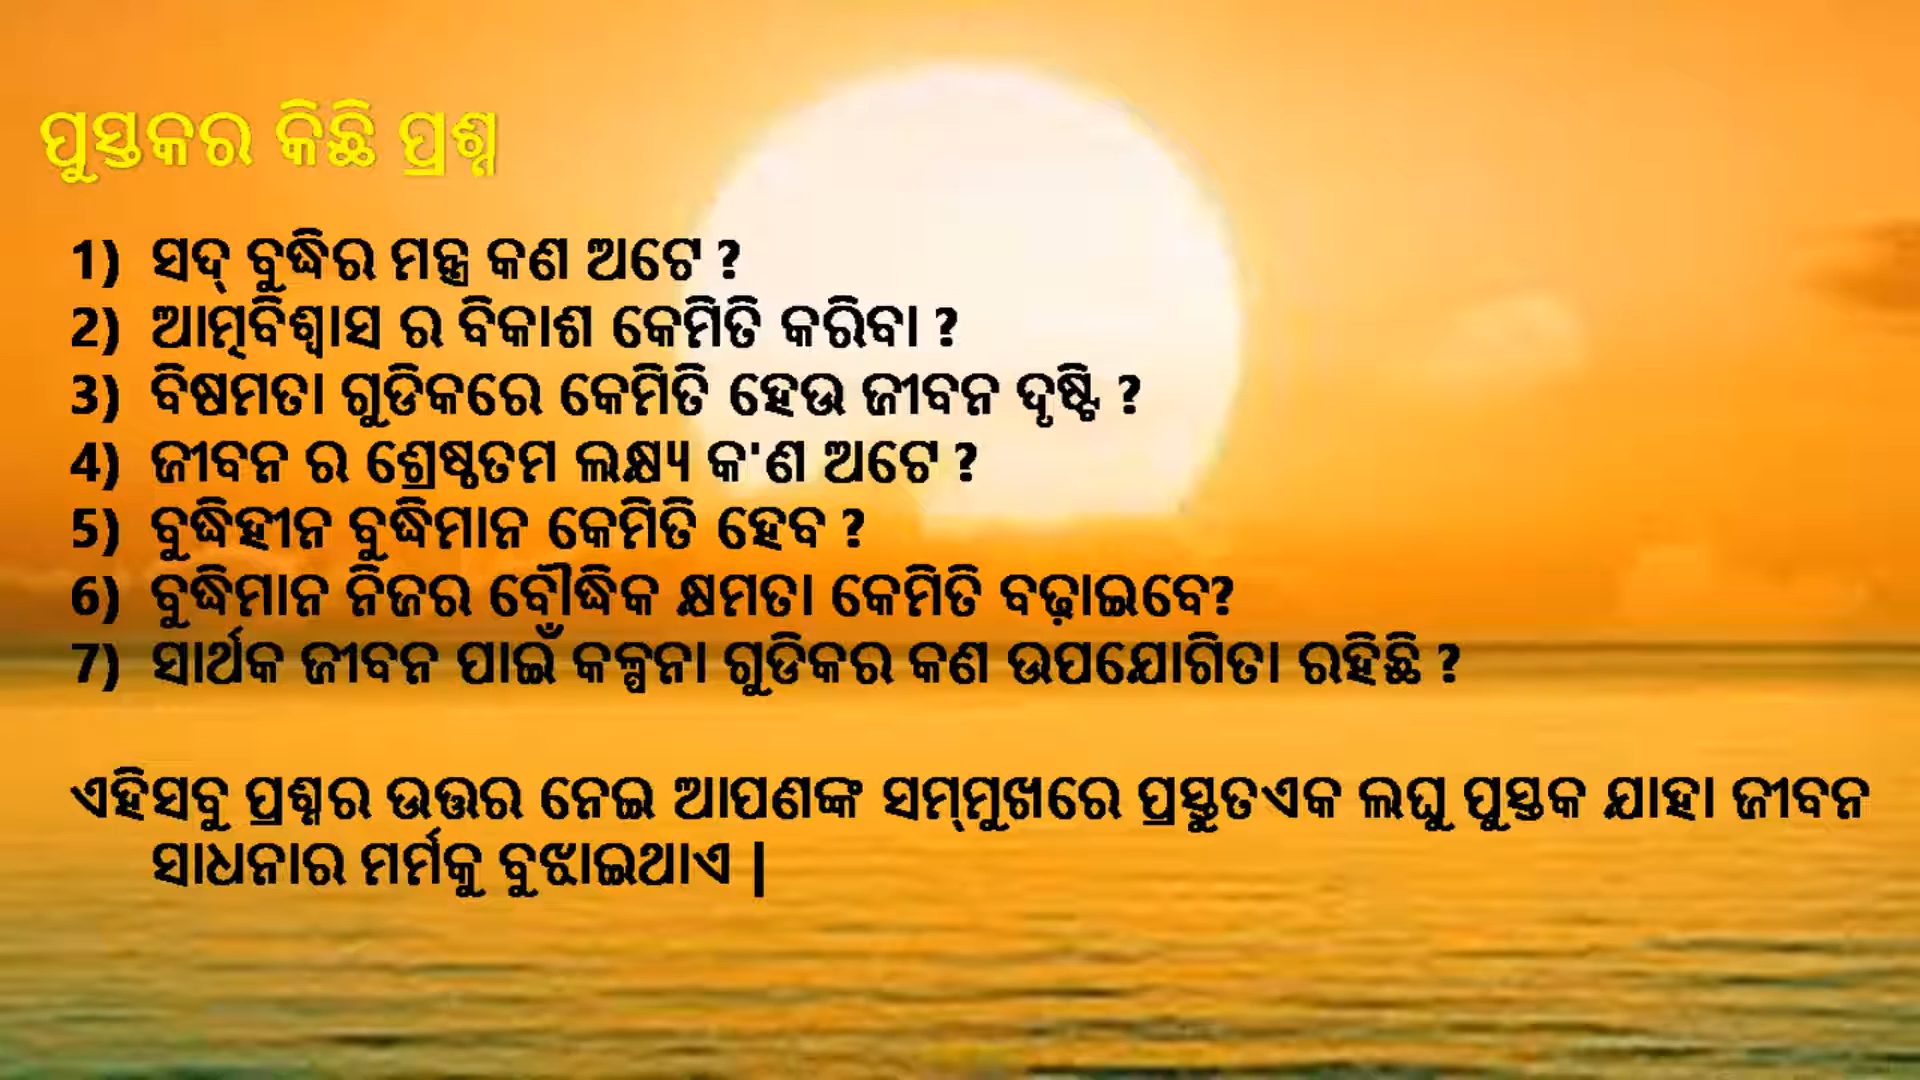 ପୁସ୍ତକର କିଛି ପ୍ରଶ୍ନ
1) ସଦ୍ ବୁଦ୍ଧିର ମନ୍ତ୍ର କଣ ଅଟେ ?
2) ଆତ୍ମବିଶ୍ୱାସ ର ବିକାଶ କେମିତି କରିବା ?
3) ବିଷମତା ଗୁଡିକରେ କେମିତି ହେଉ ଜୀବନ ଦୃଷ୍ଟି ?
4) ଜୀବନ ର ଶ୍ରେଷ୍ଠତମ ଲକ୍ଷ୍ୟ କ'ଣ ଅଟେ ?
5) ବୁଦ୍ଧିହୀନ ବୁଦ୍ଧିମାନ କେମିତି ହେବ ?
6) ବୁଦ୍ଧିମାନ ନିଜର ବୌଦ୍ଧିକ କ୍ଷମତା କେମିତି ବଢ଼ାଇବେ?
7) ସାର୍ଥକ ଜୀବନ ପାଇଁ କଳ୍ପନା ଗୁଡିକର କଣ ଉପଯୋଗିତା ରହିଛି ?
ଏହିସବୁ ପ୍ରଶ୍ନର ଉତ୍ତର ନେଇ ଆପଣଙ୍କ ସମ୍ମୁଖରେ ପ୍ରସ୍ତୁତଏକ ଲଘୁ ପୁସ୍ତକ ଯାହା ଜୀବନ
ସାଧନାର ମର୍ମକୁ ବୁଝାଇଥାଏ |